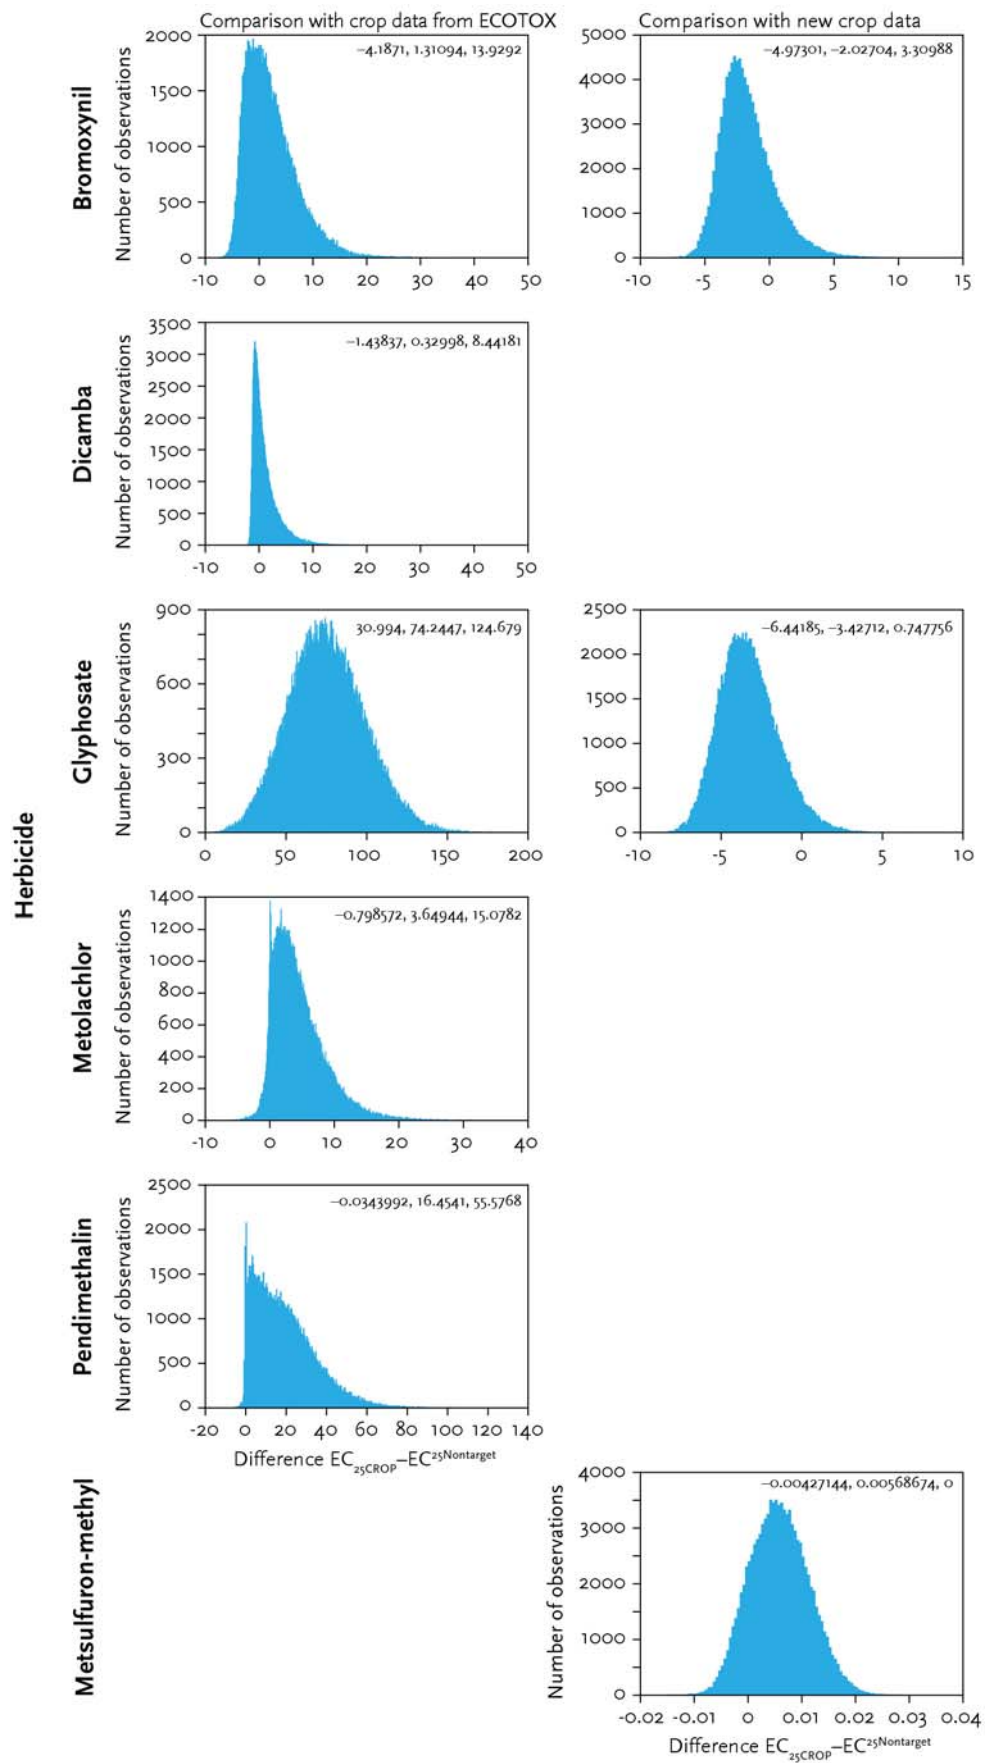 Comparison with crop data from ECOTOX
Comparison with new crop data
Herbicide
Bromoxynil
Number of observations
2000
1500
1000
500
0
−4.1871, 1.31094, 13.9292
-10 0 10 20 30 40 50
5000
4000
3000
2000
1000
0
−4.97301, −2.02704, 3.30988
-10 -5 0 5 10 15
Dicamba
Number of observations
3500
3000
2500
2000
1500
1000
500
0
−1.43837, 0.32998, 8.44181
-10 0 10 20 30 40 50
Glyphosate
Number of observations
900
600
300
0
30.994, 74.2447, 124.679
0 50 100 150 200
2500
2000
1500
1000
500
0
−6.44185, −3.42712, 0.747756
-10 -5 0 5 10
Metolachlor
Number of observations
1400
1200
1000
800
600
400
200
0
−0.798572, 3.64944, 15.0782
-10 0 10 20 30 40
Pendimethalin
Number of observations
2500
2000
1500
1000
500
0
−0.0343992, 16.4541, 55.5768
-20 0 20 40 60 80 100 120 140
Difference EC25CROP–EC25Nontarget
Metsulfuron-methyl
Number of observations
4000
3000
2000
1000
0
−0.00427144, 0.00568674, 0
-0.02 -0.01 0 0.01 0.02 0.03 0.04
Difference EC25CROP–EC25Nontarget